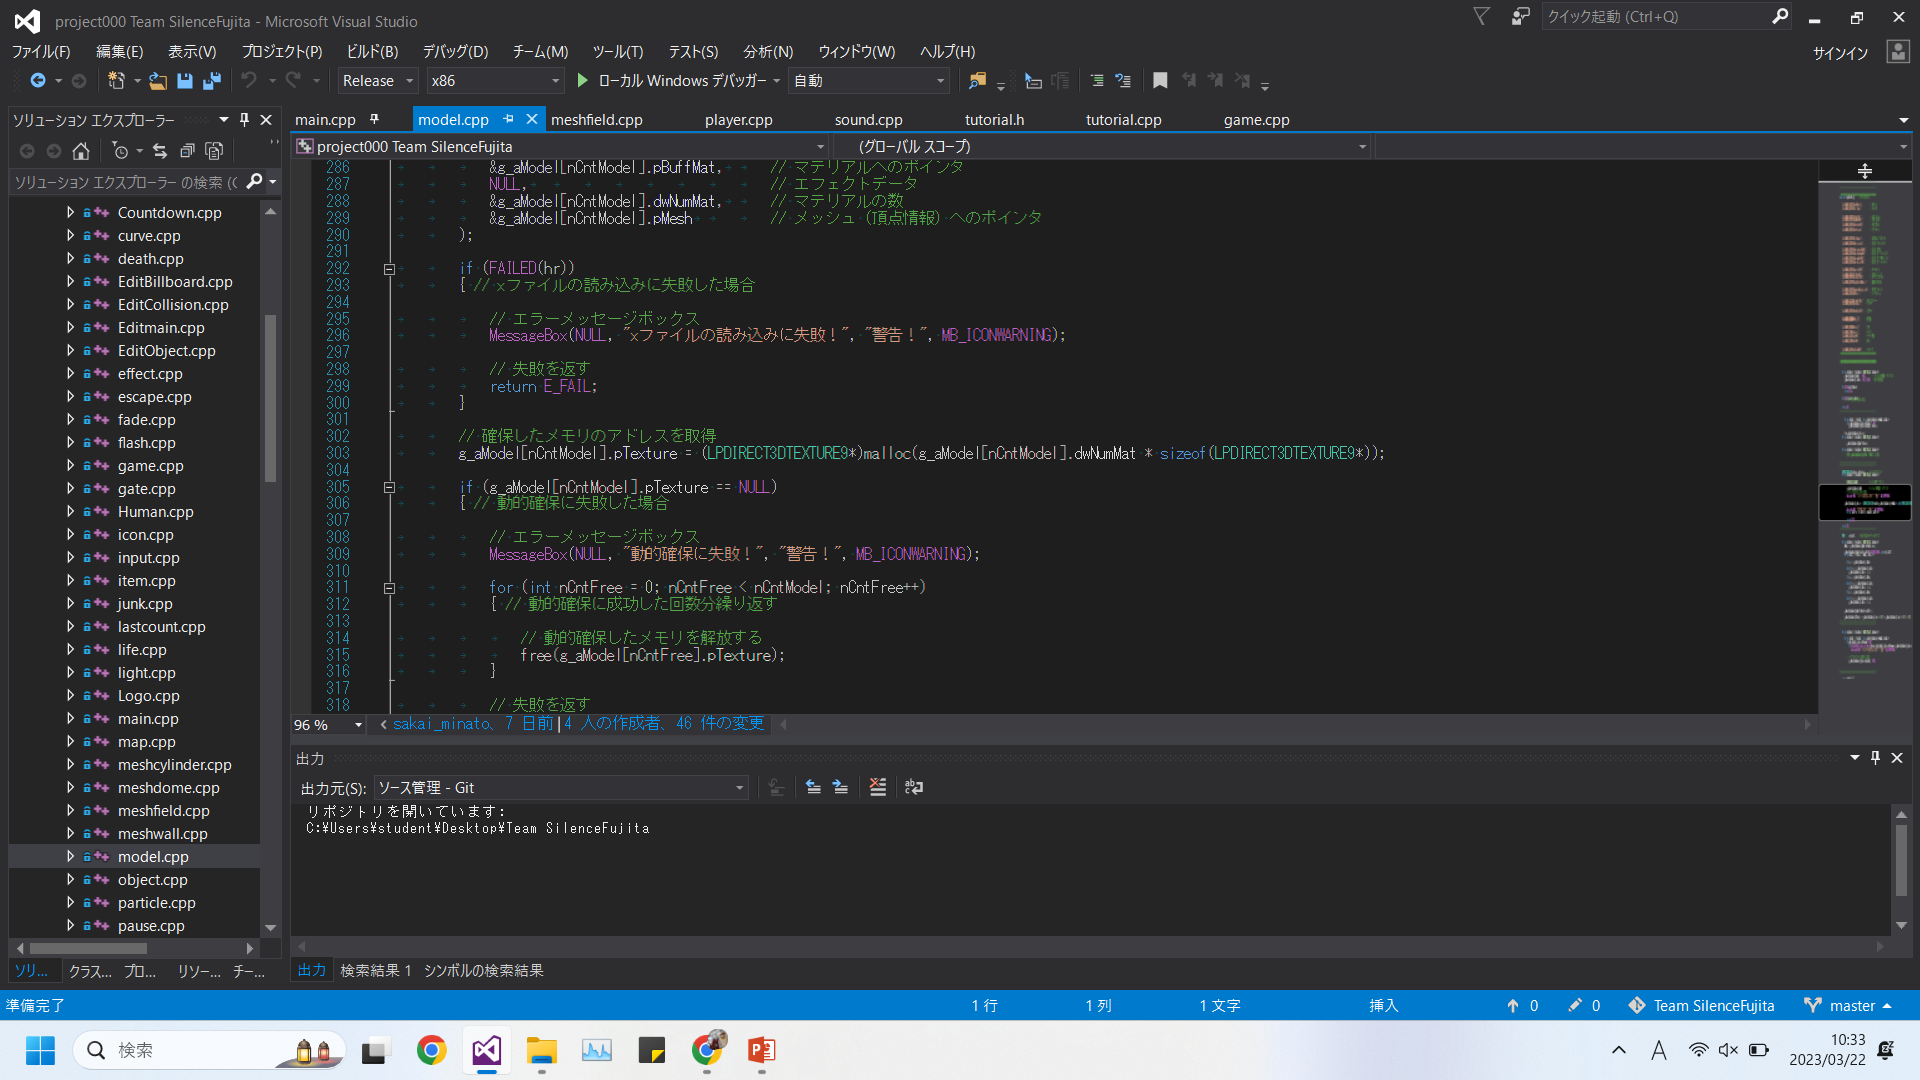 project000 Team SilenceFujita - Microsoft Visual Studio
クイック起動 (Ctrl+Q)
ファイル(F) 編集(E) 表示(V) プロジェクト(P) ビルド(B) デバッグ(D) チーム(M) ツール(T) テスト(S) 分析(N) ウィンドウ(W) ヘルプ(H)
サインイン
Release x86 ローカル Windows デバッガー 自動
ソリューション エクスプローラー
main.cpp model.cpp meshfield.cpp player.cpp sound.cpp tutorial.h tutorial.cpp game.cpp
project000 Team SilenceFujita (グローバル スコープ)
ソリューション エクスプローラー の検索 (C
Countdown.cpp
curve.cpp
death.cpp
EditBillboard.cpp
EditCollision.cpp
Editmain.cpp
EditObject.cpp
effect.cpp
escape.cpp
fade.cpp
flash.cpp
game.cpp
gate.cpp
Human.cpp
icon.cpp
input.cpp
item.cpp
junk.cpp
lastcount.cpp
life.cpp
light.cpp
Logo.cpp
main.cpp
map.cpp
meshcylinder.cpp
meshdome.cpp
meshfield.cpp
meshwall.cpp
model.cpp
object.cpp
particle.cpp
pause.cpp
ソリ... クラス... プロ... リソー... チー...
286 &g_aModel[nCntModel].pBuffMat, // マテリアルへのポインタ
287 NULL, // エフェクトデータ
288 &g_aModel[nCntModel].dwNumMat, // マテリアルの数
289 &g_aModel[nCntModel].pMesh // メッシュ (頂点情報) へのポインタ
290 );
291
292 if (FAILED(hr))
293 { // xファイルの読み込みに失敗した場合
294
295 // エラーメッセージボックス
296 MessageBox(NULL, "xファイルの読み込みに失敗！", "警告！", MB_ICONWARNING);
297
298 // 失敗を返す
299 return E_FAIL;
300 }
301
302 // 確保したメモリのアドレスを取得
303 g_aModel[nCntModel].pTexture = (LPDIRECT3DTEXTURE9*)malloc(g_aModel[nCntModel].dwNumMat * sizeof(LPDIRECT3DTEXTURE9*));
304
305 if (g_aModel[nCntModel].pTexture == NULL)
306 { // 動的確保に失敗した場合
307
308 // エラーメッセージボックス
309 MessageBox(NULL, "動的確保に失敗！", "警告！", MB_ICONWARNING);
310
311 for (int nCntFree = 0; nCntFree < nCntModel; nCntFree++)
312 { // 動的確保に成功した回数分繰り返す
313
314 // 動的確保したメモリを解放する
315 free(g_aModel[nCntFree].pTexture);
316 }
317
318 // 失敗を返す
96 % sakai_minato、7 日前|4 人の作成者、46 件の変更
出力
出力元(S): ソース管理 - Git
リポジトリを開いています:
C:¥Users¥student¥Desktop¥Team SilenceFujita
出力 検索結果 1 シンボルの検索結果
準備完了 1 行 1 列 1 文字 挿入 0 0 Team SilenceFujita master
検索
A
10:33
2023/03/22